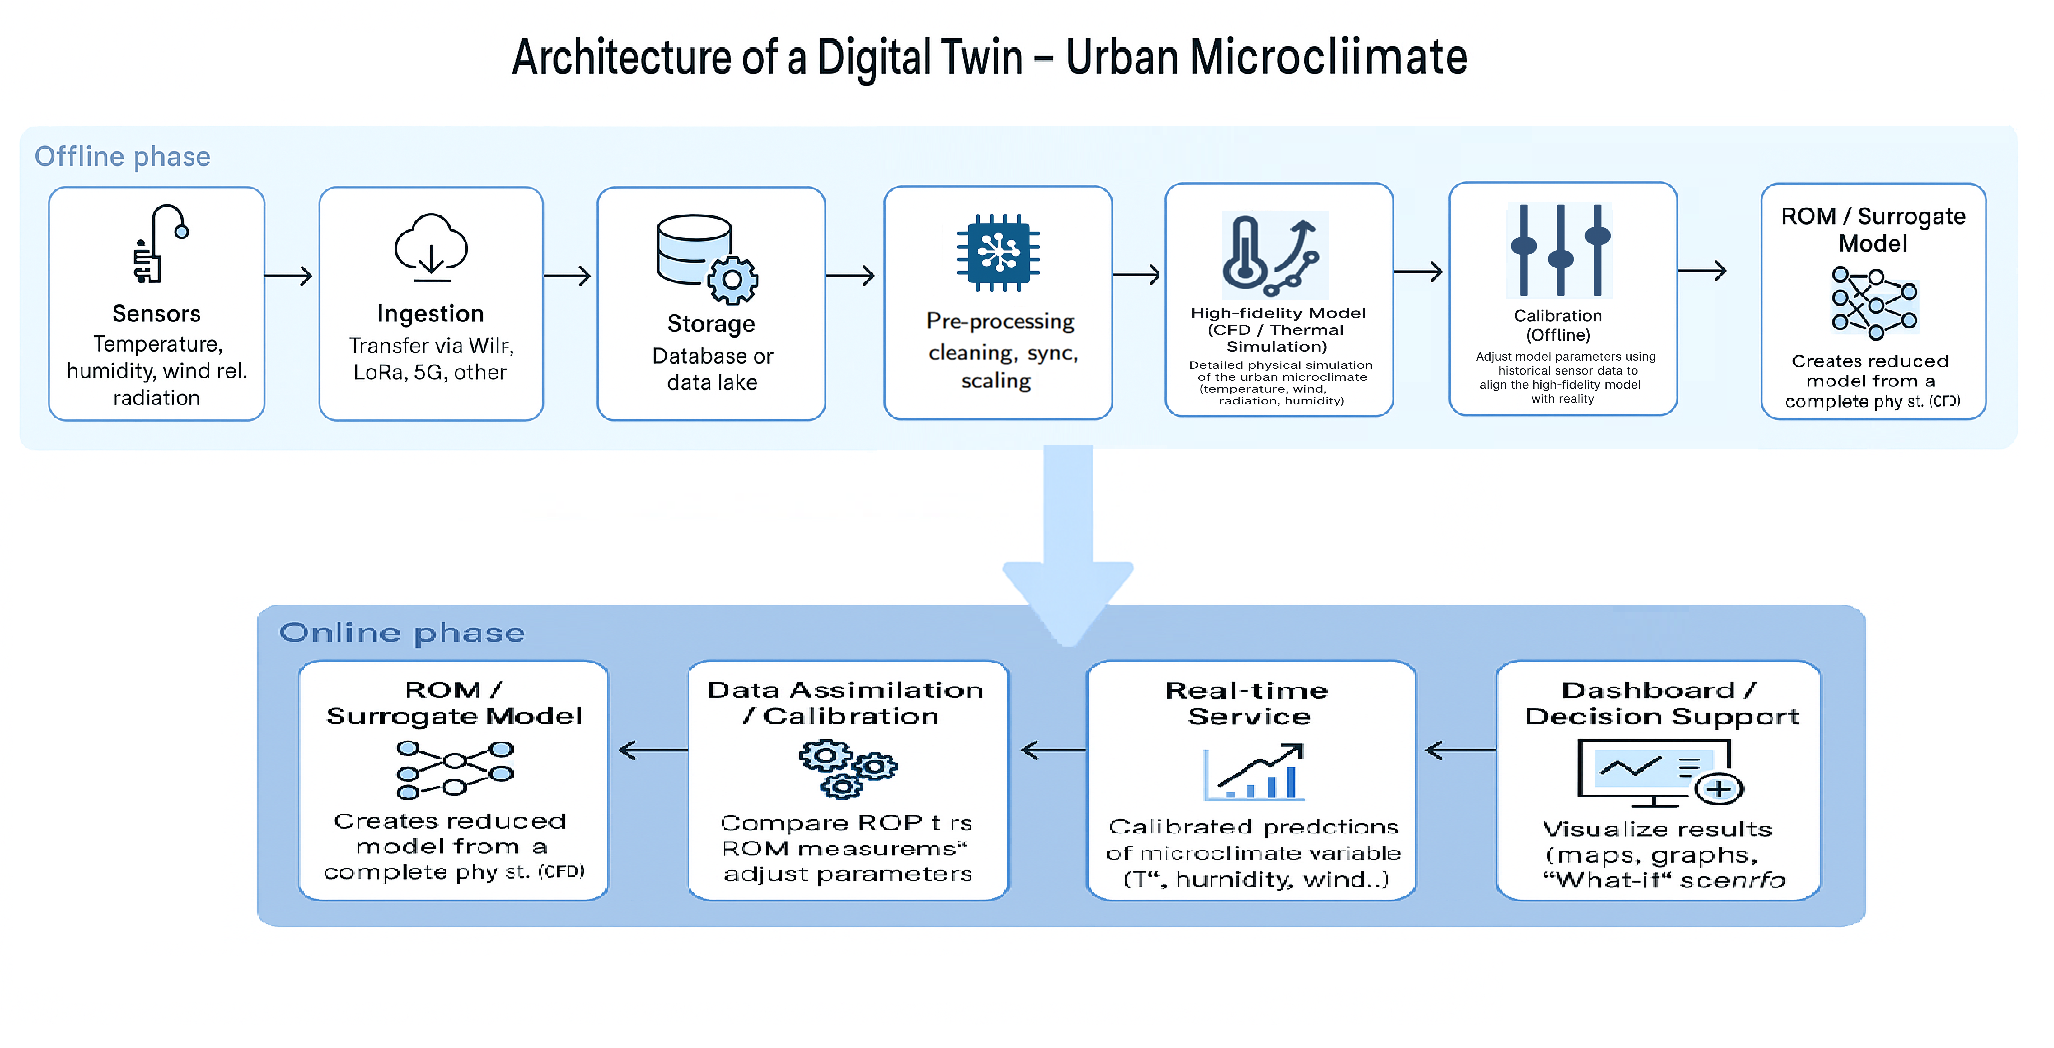 Architecture of a Digital Twin – Urban Microcliimate
Offline phase
Sensors
Temperature,
humidity, wind rel.
radiation
Ingestion
Transfer via WiIF,
LoRa, 5G, other
Storage
Database or
data lake
Pre-processing
cleaning, sync,
scaling
High-fidelity Model
(CFD / Thermal
Simulation)
Detailed physical simulation
of the urban microclimate
(temperature, wind,
radiation, humidity)
Calibration
(Offline)
Adjust model parameters using
historical sensor data to
align the high-fidelity model
with reality
ROM / Surrogate
Model
Creates reduced
model from a
complete phy st. (CFD)
Online phase
ROM /
Surrogate Model
Creates reduced
model from a
complete phy st. (CFD)
Data Assimilation
/ Calibration
Compare ROP t rs
ROM measurems“
adjust parameters
Real-time
Service
Calibrated predctions
of microclimate variable
(T“, hurnidity, wind..)
Dashboard /
Decision Support
Visualize results
(maps, graphs,
“What-if“ scenrfo